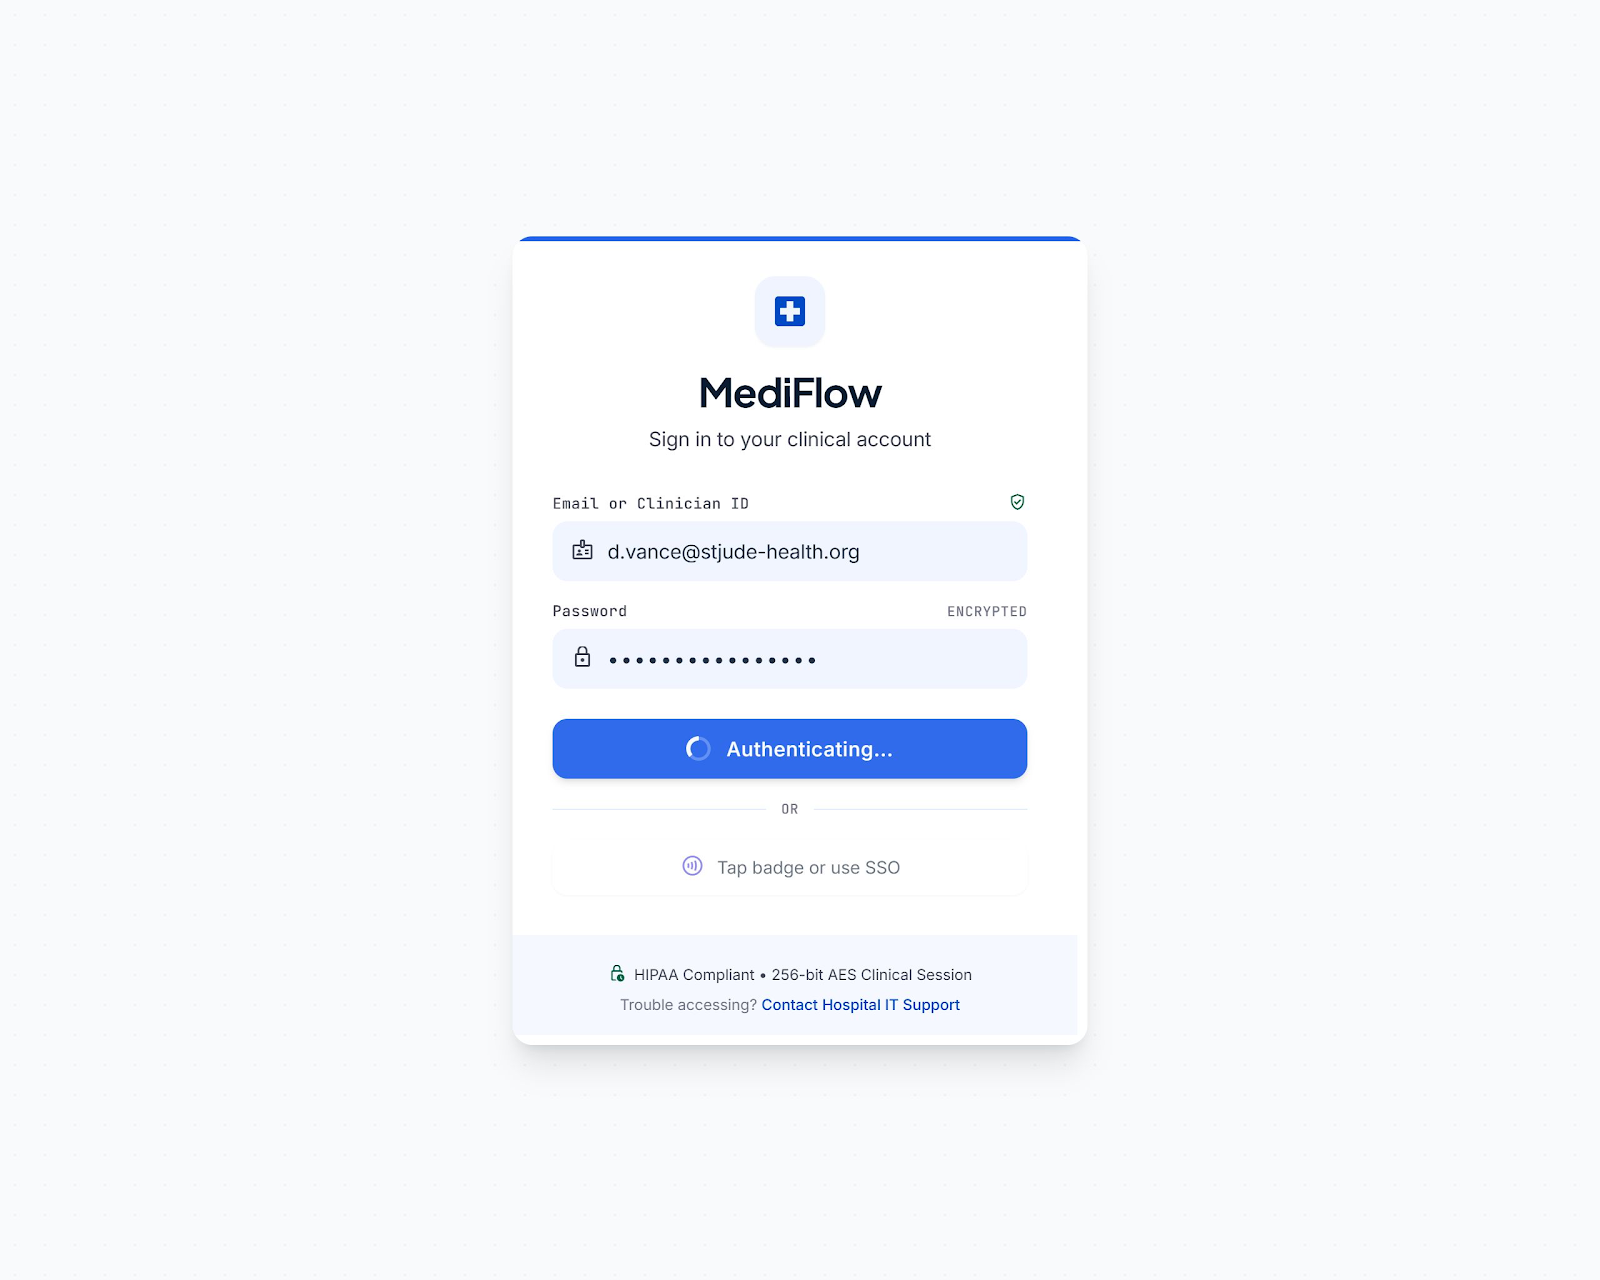 MediFlow
Sign in to your clinical account
Email or Clinician ID
d.vance@stjude-health.org
Password ENCRYPTED
••••••••••••••••
Authenticating...
OR
Tap badge or use SSO
HIPAA Compliant • 256-bit AES Clinical Session
Trouble accessing? Contact Hospital IT Support